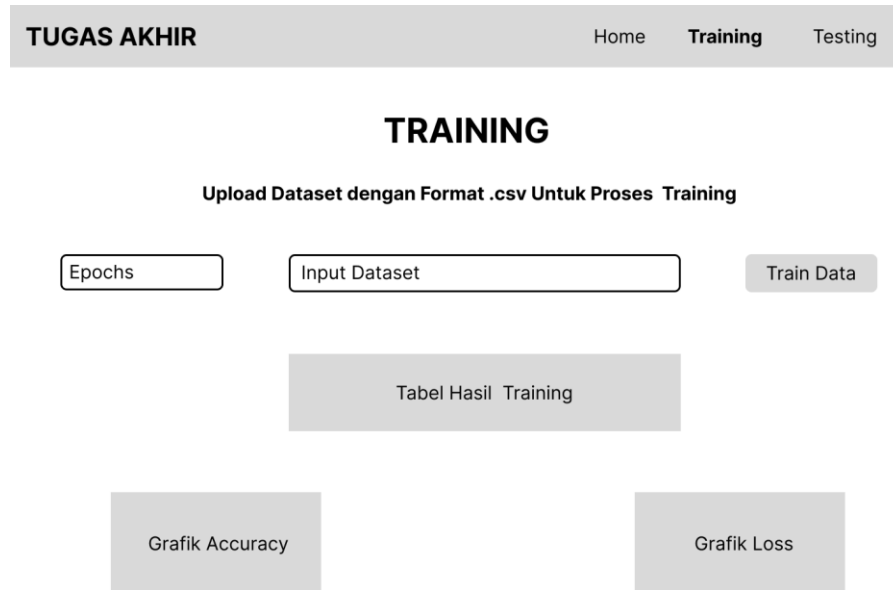 TUGAS AKHIR Home Training Testing
TRAINING
Upload Dataset dengan Format .csv Untuk Proses Training
Epochs Input Dataset Train Data
Tabel Hasil Training
Grafik Accuracy Grafik Loss